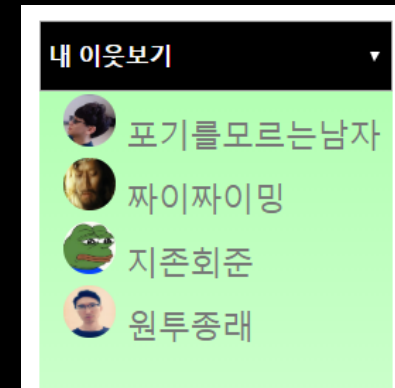 내 이웃보기 ▼
포기를모르는남자
짜이짜이밍
지존회준
원투종래